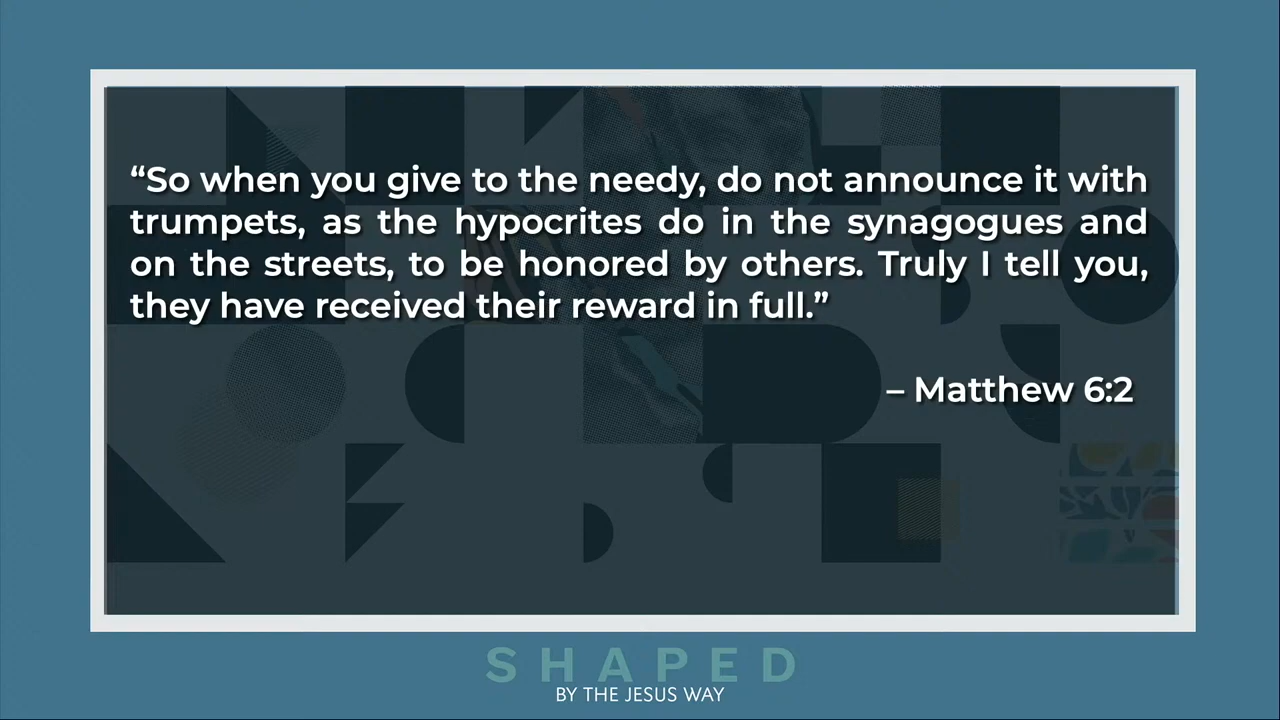 “So when you give to the needy, do not announce it with
trumpets, as the hypocrites do in the synagogues and
on the streets, to be honored by others. Truly I tell you,
they have received their reward in full.”
– Matthew 6:2
SHAPED
BY THE JESUS WAY